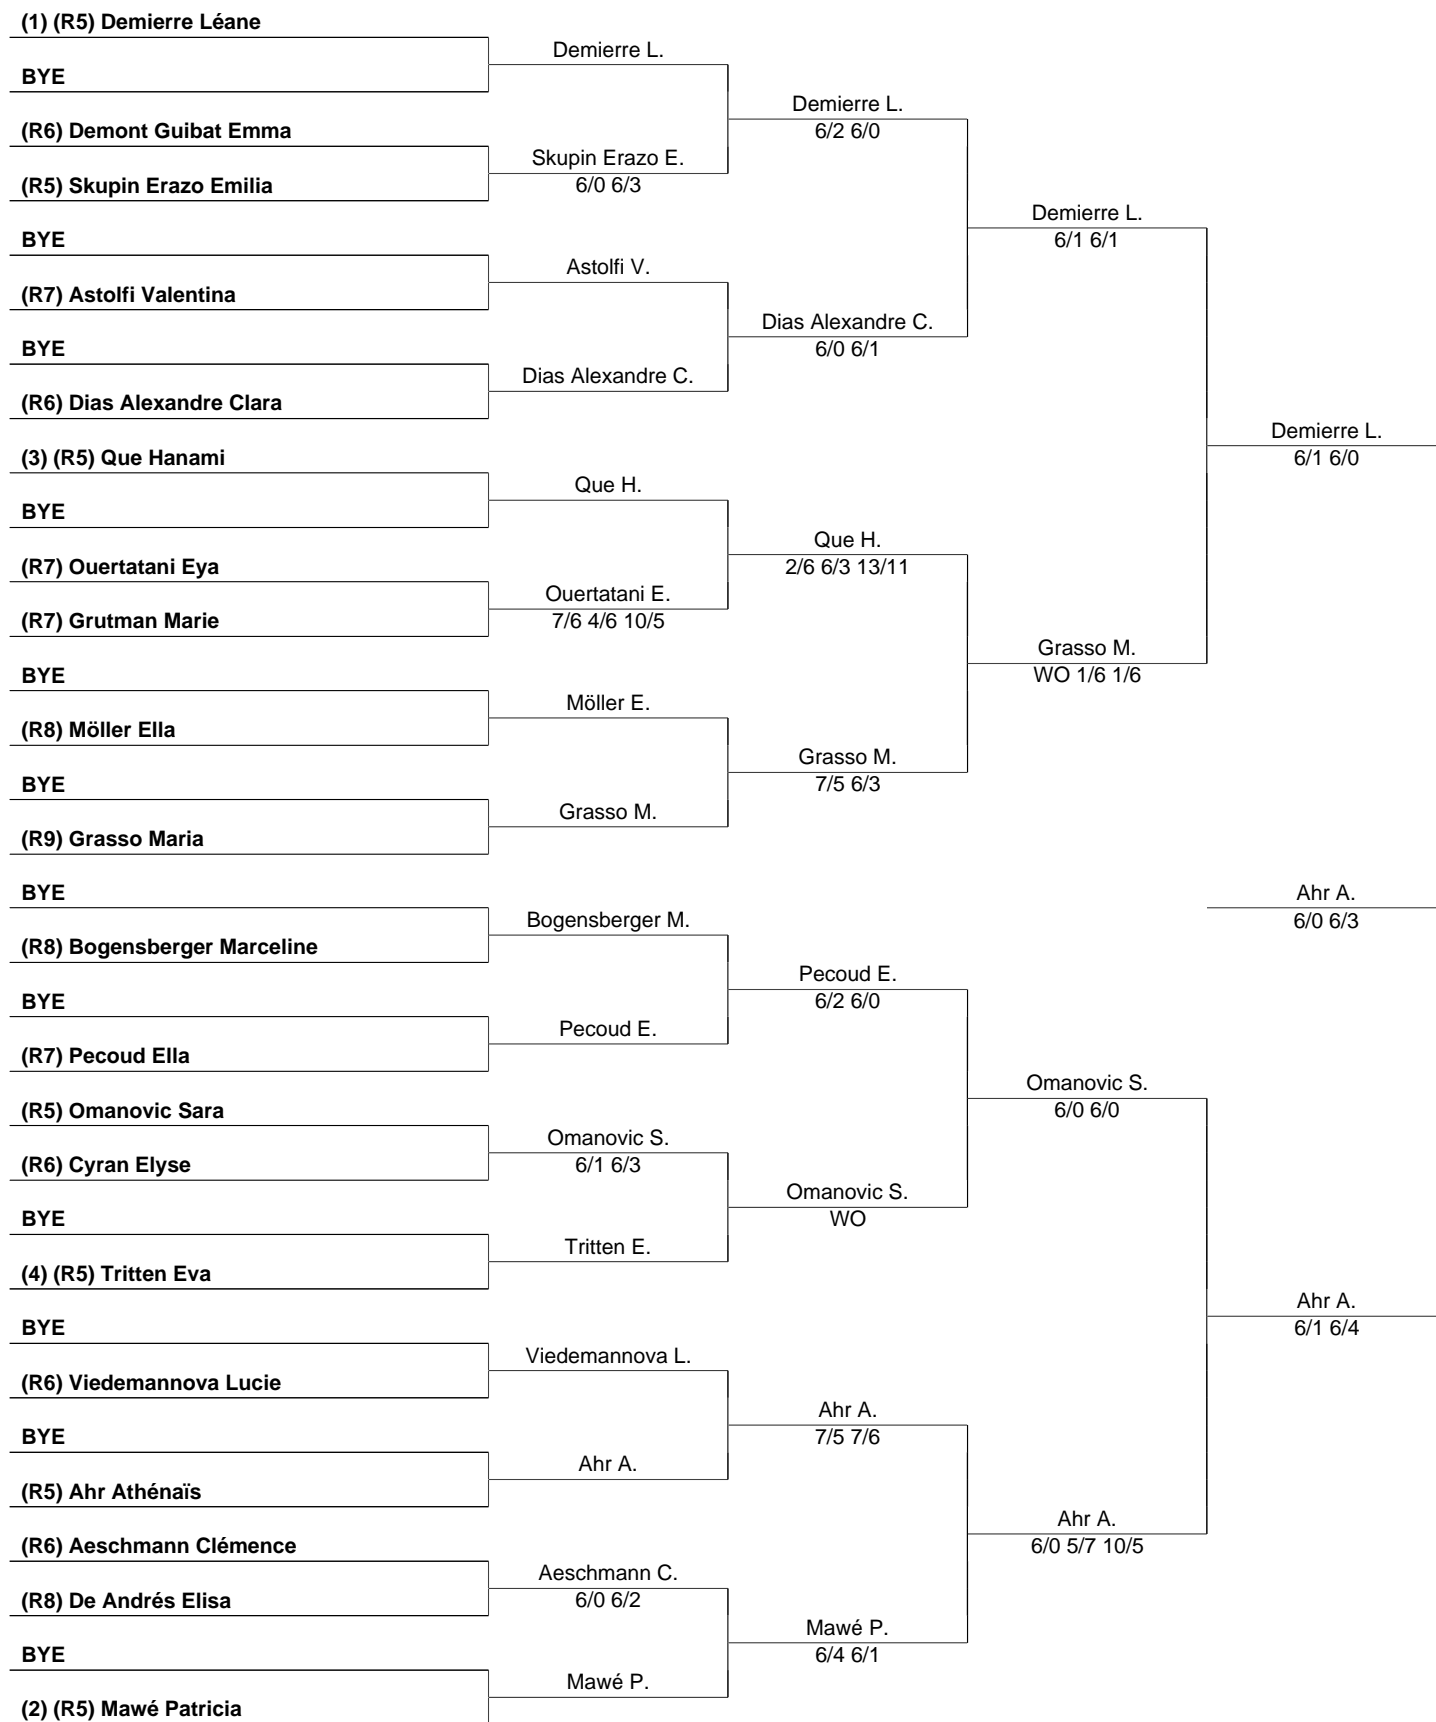 (1) (R5) Demierre Léane
BYE
(R6) Demont Guibat Emma
(R5) Skupin Erazo Emilia
BYE
(R7) Astolfi Valentina
BYE
(R6) Dias Alexandre Clara
(3) (R5) Que Hanami
BYE
(R7) Ouertatani Eya
(R7) Grutman Marie
BYE
(R8) Möller Ella
BYE
(R9) Grasso Maria
BYE
(R8) Bogensberger Marceline
BYE
(R7) Pecoud Ella
(R5) Omanovic Sara
(R6) Cyran Elyse
BYE
(4) (R5) Tritten Eva
BYE
(R6) Viedemannova Lucie
BYE
(R5) Ahr Athénaïs
(R6) Aeschmann Clémence
(R8) De Andrés Elisa
BYE
(2) (R5) Mawé Patricia
Demierre L.
Skupin Erazo E.
6/0 6/3
Astolfi V.
Dias Alexandre C.
Que H.
Ouertatani E.
7/6 4/6 10/5
Möller E.
Grasso M.
Bogensberger M.
Pecoud E.
Omanovic S.
6/1 6/3
Tritten E.
Viedemannova L.
Ahr A.
Aeschmann C.
6/0 6/2
Mawé P.
Demierre L.
6/2 6/0
Dias Alexandre C.
6/0 6/1
Que H.
2/6 6/3 13/11
Grasso M.
7/5 6/3
Pecoud E.
6/2 6/0
Omanovic S.
WO
Ahr A.
7/5 7/6
Mawé P.
6/4 6/1
Demierre L.
6/1 6/1
Grasso M.
WO 1/6 1/6
Omanovic S.
6/0 6/0
Ahr A.
6/0 5/7 10/5
Demierre L.
6/1 6/0
Ahr A.
6/0 6/3
Ahr A.
6/1 6/4